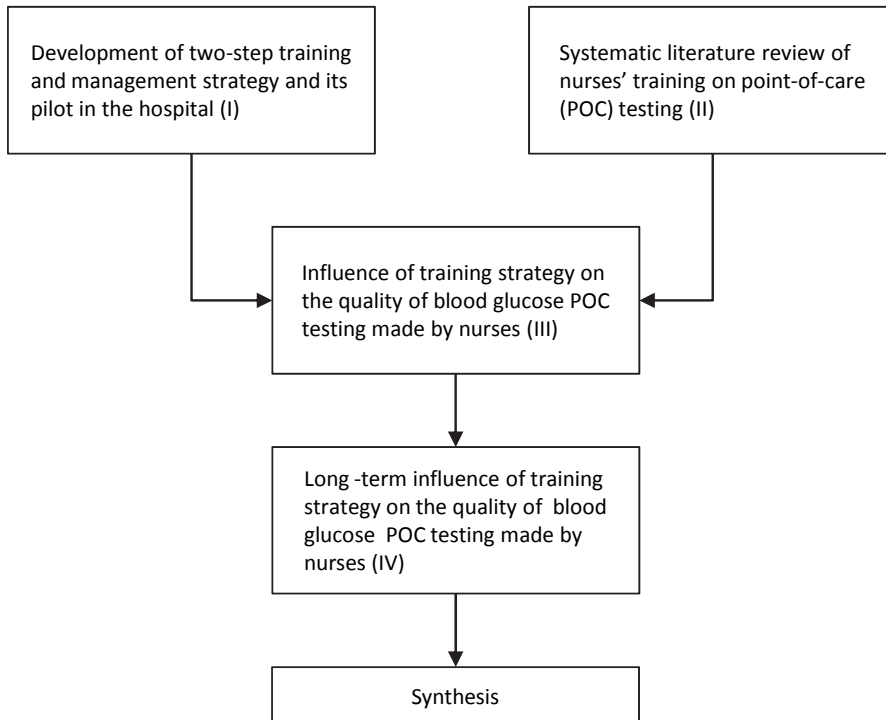 Development of two-step training
and management strategy and its
pilot in the hospital (I)
Systematic literature review of
nurses’ training on point-of-care
(POC) testing (II)
Influence of training strategy on
the quality of blood glucose POC
testing made by nurses (III)
Long -term influence of training
strategy on the quality of  blood
glucose  POC testing made by
nurses (IV)
Synthesis